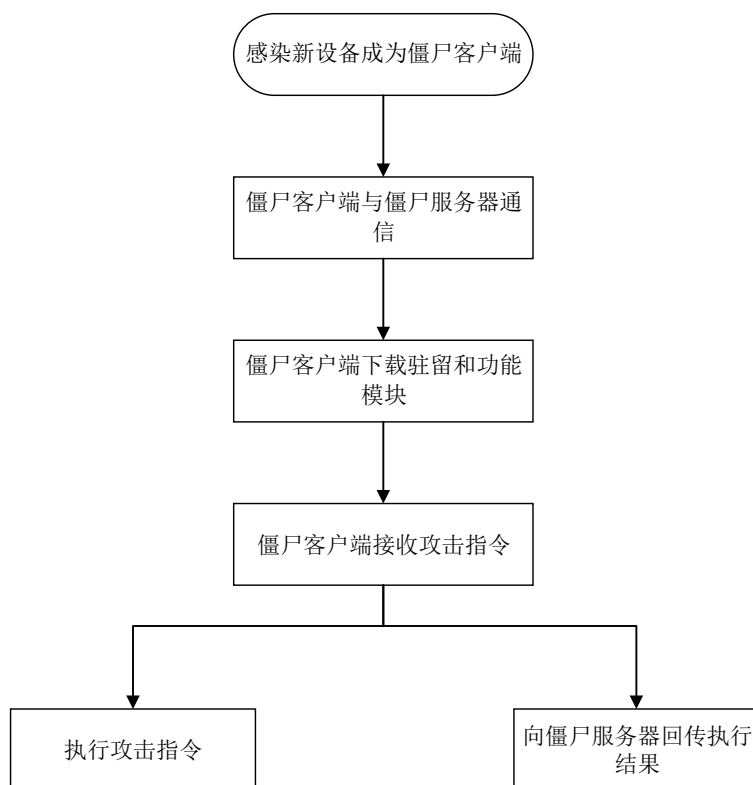 感染新设备成为僵尸客户端
僵尸客户端与僵尸服务器通
信
僵尸客户端下载驻留和功能
模块
僵尸客户端接收攻击指令
执行攻击指令
向僵尸服务器回传执行
结果